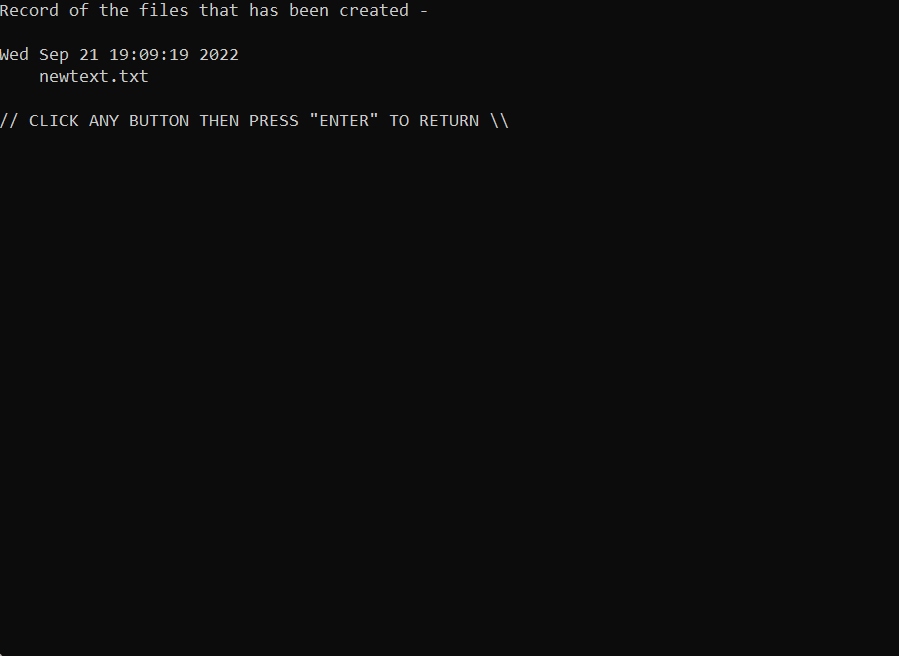 Record of the files that has been created -
Wed Sep 21 19:09:19 2022
newtext.txt
// CLICK ANY BUTTON THEN PRESS "ENTER" TO RETURN \\